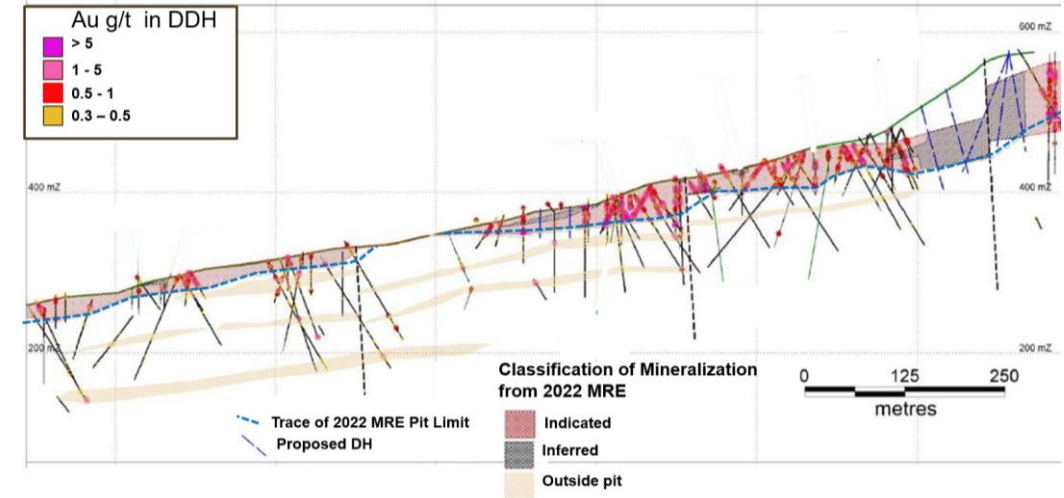 Au g/t in DDH
> 5
1 - 5
0.5 - 1
0.3 – 0.5
600 mZ
400 mZ
400 mZ
200 mZ
200 mZ
Trace of 2022 MRE Pit Limit
Proposed DH
Classification of Mineralization
from 2022 MRE
Indicated
Inferred
Outside pit
0 125 250
metres